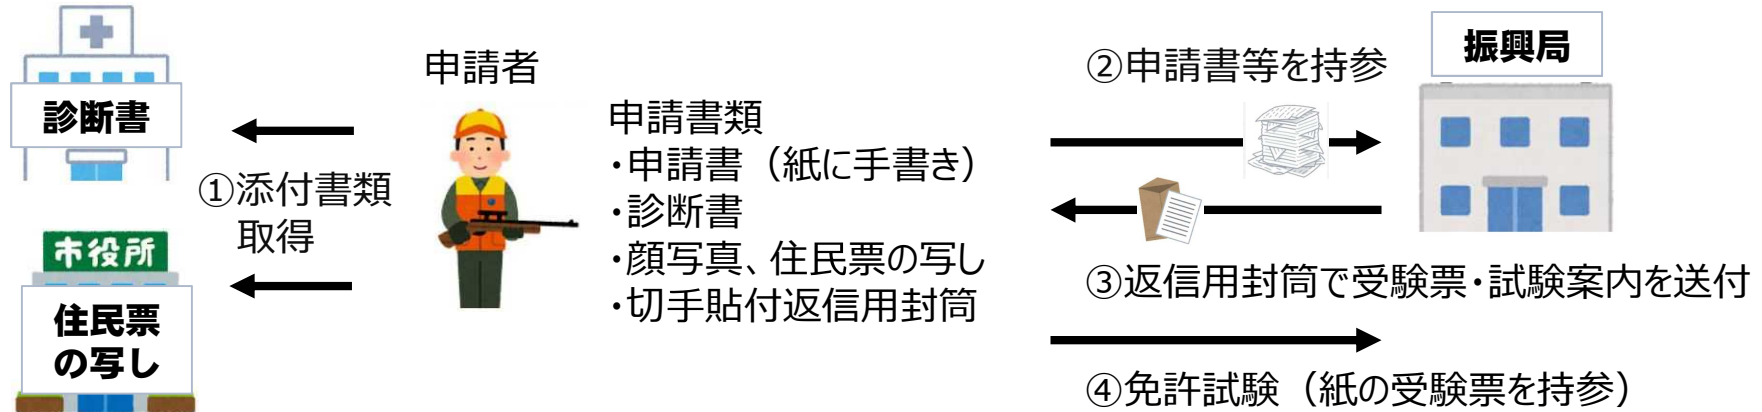 診断書
①添付書類
取得
市役所
住民票
の写し
申請者
申請書類
・申請書（紙に手書き）
・診断書
・顔写真、住民票の写し
・切手貼付返信用封筒
②申請書等を持参
振興局
③返信用封筒で受験票・試験案内を送付
④免許試験（紙の受験票を持参）